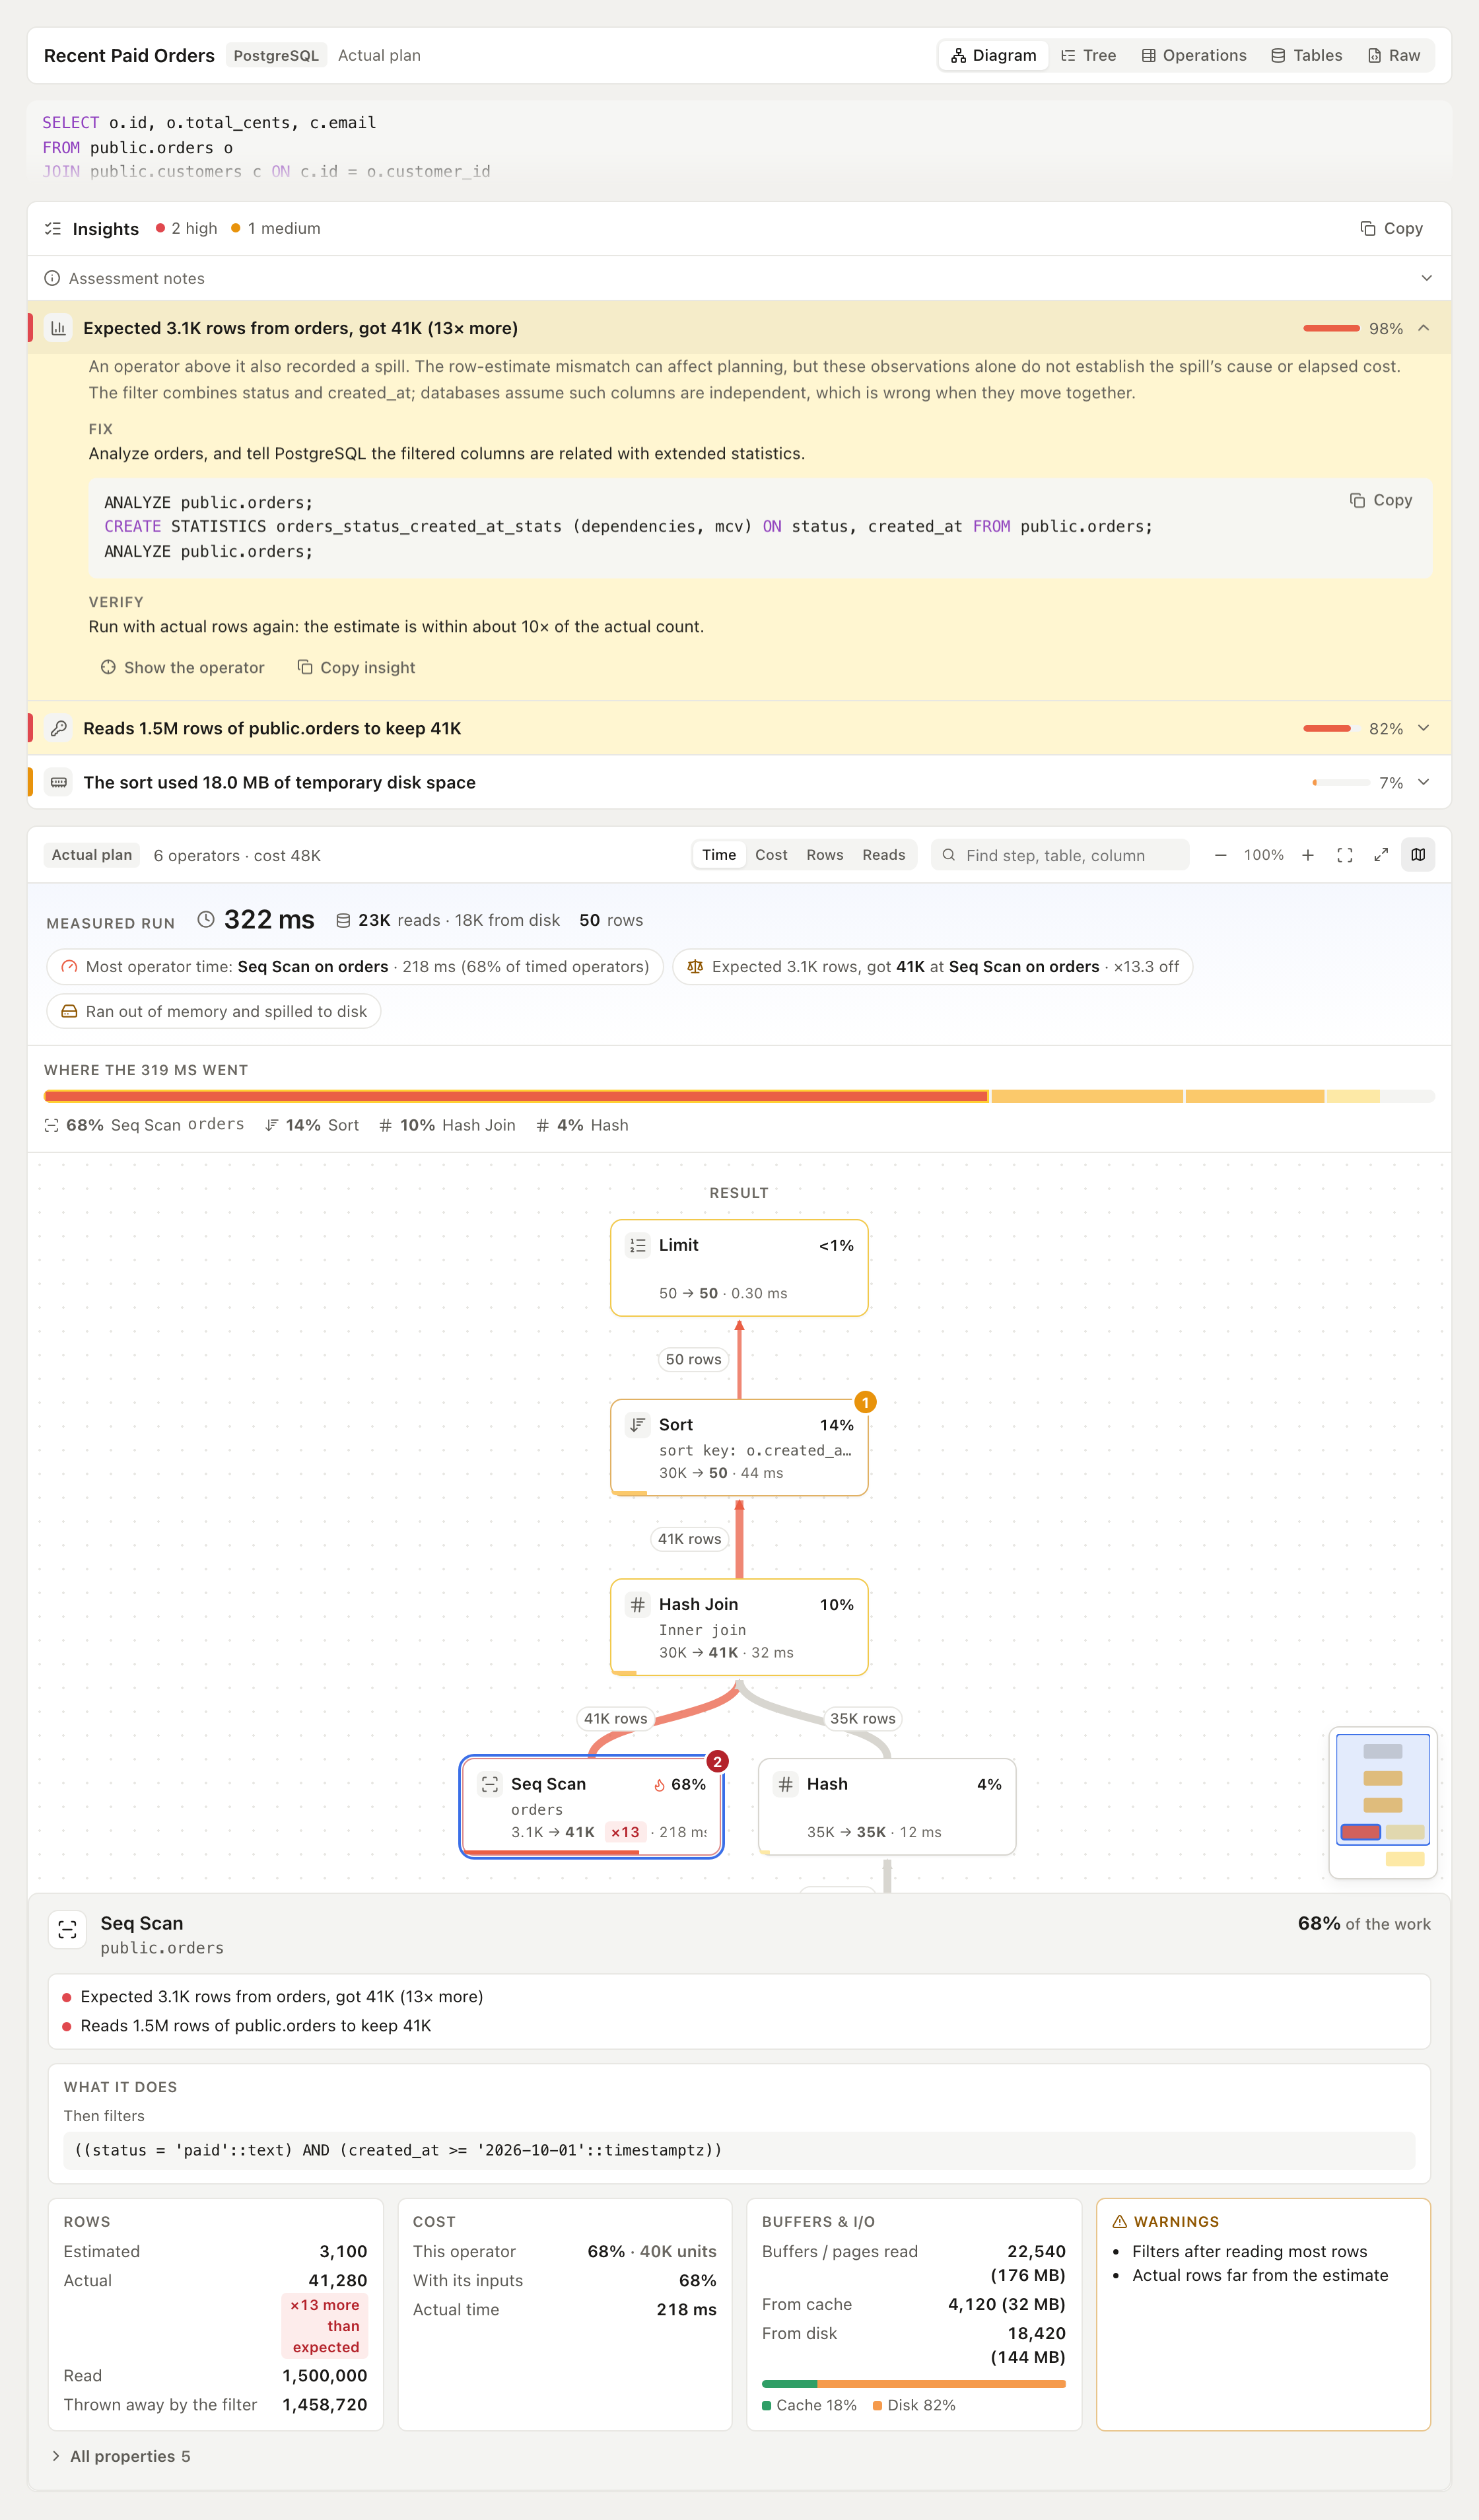 Recent Paid Orders PostgreSQL Actual plan Diagram Tree Operations Tables Raw
SELECT o.id, o.total_cents, c.email
FROM public.orders o
JOIN public.customers c ON c.id = o.customer_id
Insights 2 high 1 medium Copy
Assessment notes
Expected 3.1K rows from orders, got 41K (13× more) 98%
An operator above it also recorded a spill. The row-estimate mismatch can affect planning, but these observations alone do not establish the spill’s cause or elapsed cost.
The filter combines status and created_at; databases assume such columns are independent, which is wrong when they move together.
FIX
Analyze orders, and tell PostgreSQL the filtered columns are related with extended statistics.
Copy
ANALYZE public.orders;
CREATE STATISTICS orders_status_created_at_stats (dependencies, mcv) ON status, created_at FROM public.orders;
ANALYZE public.orders;
VERIFY
Run with actual rows again: the estimate is within about 10× of the actual count.
Show the operator Copy insight
Reads 1.5M rows of public.orders to keep 41K 82%
The sort used 18.0 MB of temporary disk space 7%
Actual plan 6 operators · cost 48K Time Cost Rows Reads Find step, table, column 100%
MEASURED RUN 322 ms 23K reads · 18K from disk 50 rows
Most operator time: Seq Scan on orders · 218 ms (68% of timed operators) Expected 3.1K rows, got 41K at Seq Scan on orders · ×13.3 off
Ran out of memory and spilled to disk
WHERE THE 319 MS WENT
68% Seq Scan orders 14% Sort 10% Hash Join 4% Hash
RESULT
Limit <1%
50 → 50 · 0.30 ms
50 rows
1
Sort 14%
sort key: o.created_a…
30K → 50 · 44 ms
41K rows
Hash Join 10%
Inner join
30K → 41K · 32 ms
41K rows 35K rows
2
Seq Scan 68%
orders
3.1K → 41K ×13 · 218 ms
Hash 4%
35K → 35K · 12 ms
Seq Scan 68% of the work
public.orders
Expected 3.1K rows from orders, got 41K (13× more)
Reads 1.5M rows of public.orders to keep 41K
WHAT IT DOES
Then filters
((status = 'paid'::text) AND (created_at >= '2026-10-01'::timestamptz))
ROWS
Estimated 3,100
Actual 41,280
×13 more
than
expected
Read 1,500,000
Thrown away by the filter 1,458,720
COST
This operator 68% · 40K units
With its inputs 68%
Actual time 218 ms
BUFFERS & I/O
Buffers / pages read 22,540
(176 MB)
From cache 4,120 (32 MB)
From disk 18,420
(144 MB)
Cache 18% Disk 82%
WARNINGS
Filters after reading most rows
Actual rows far from the estimate
All properties 5